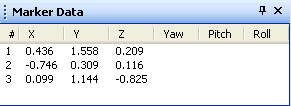 Marker Data
# X Y Z Yaw Pitch Roll
1 0.436 1.558 0.209
2 -0.746 0.309 0.116
3 0.099 1.144 -0.825